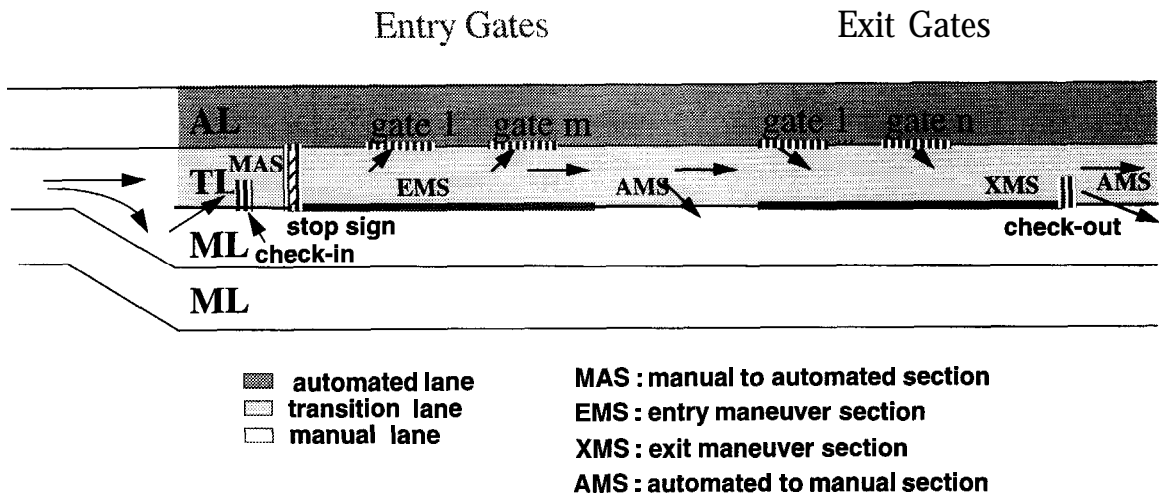 Entry Gates Exit Gates
AL gate 1 gate m gate 1 gate n
MAS
TL EMS AMS XMS AMS
stop sign check-out
ML check-in
ML
automated lane
transition lane
manual lane
MAS : manual to automated section
EMS : entry maneuver section
XMS : exit maneuver section
AMS : automated to manual section